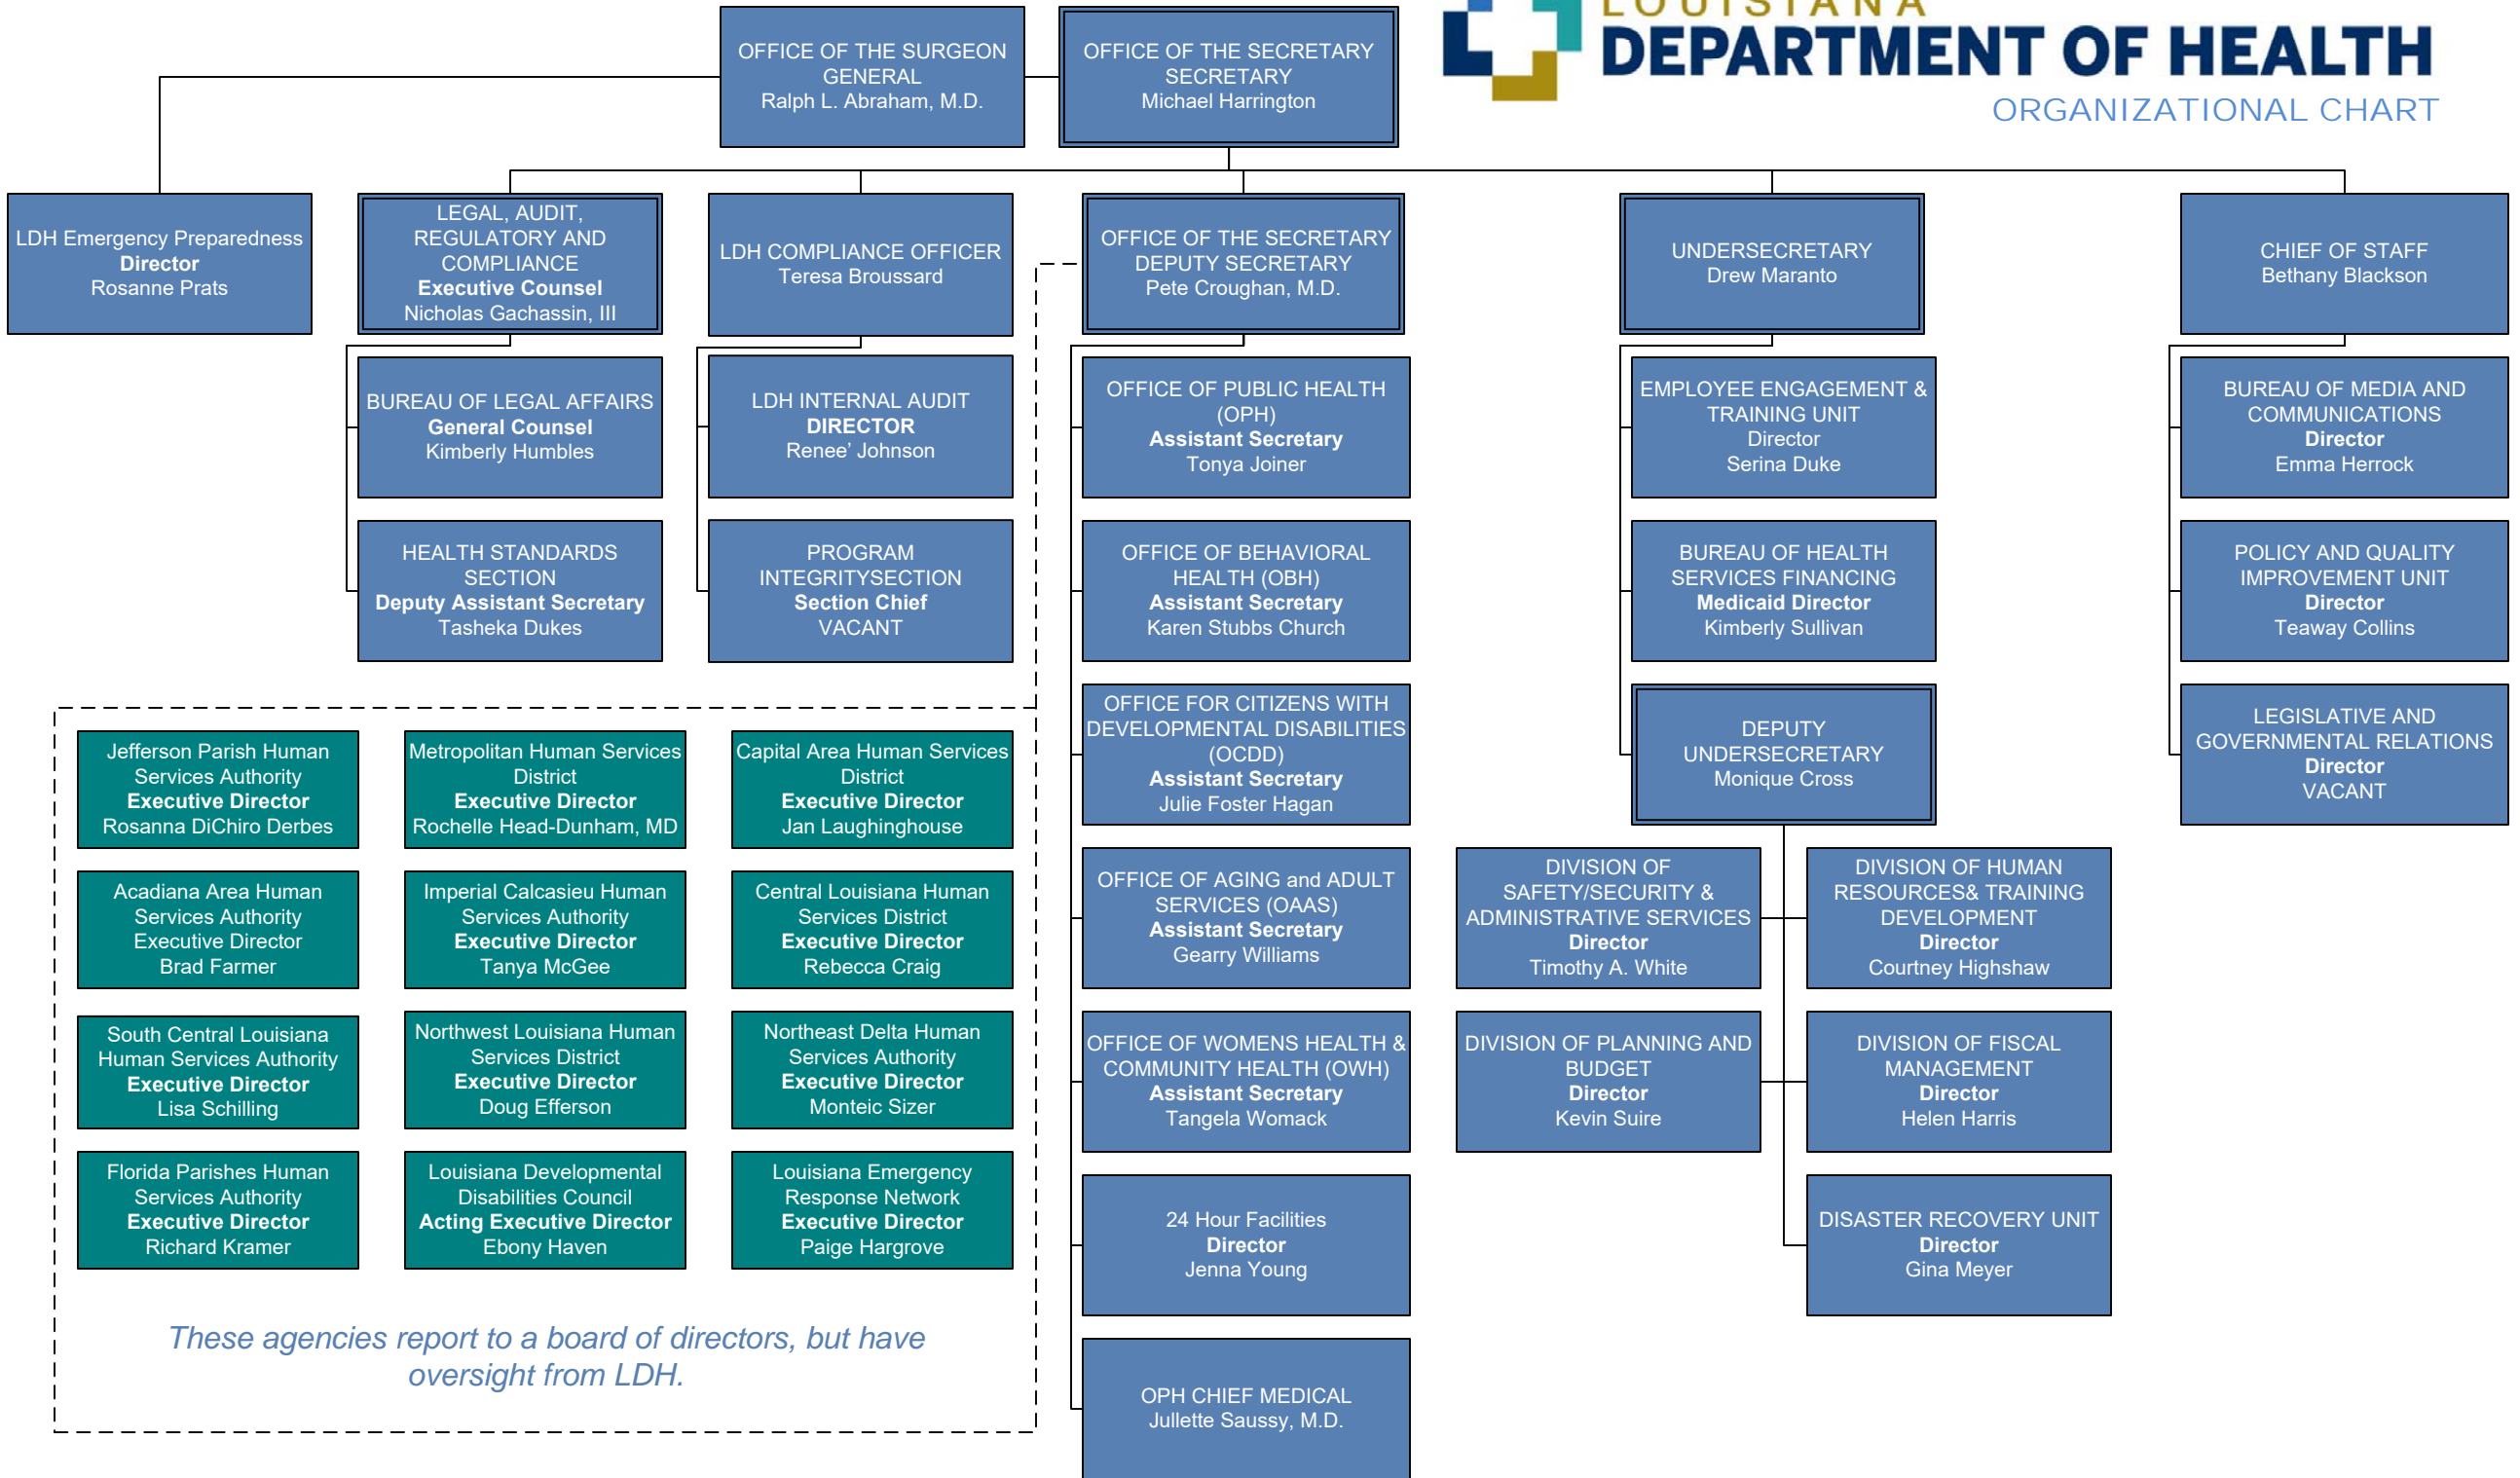 LOUISIANA
DEPARTMENT OF HEALTH
ORGANIZATIONAL CHART
OFFICE OF THE SURGEON
GENERAL
Ralph L. Abraham, M.D.
OFFICE OF THE SECRETARY
SECRETARY
Michael Harrington
LDH Emergency Preparedness
Director
Rosanne Prats
LEGAL, AUDIT,
REGULATORY AND
COMPLIANCE
Executive Counsel
Nicholas Gachassin, III
LDH COMPLIANCE OFFICER
Teresa Broussard
OFFICE OF THE SECRETARY
DEPUTY SECRETARY
Pete Croughan, M.D.
UNDERSECRETARY
Drew Maranto
CHIEF OF STAFF
Bethany Blackson
BUREAU OF LEGAL AFFAIRS
General Counsel
Kimberly Humbles
LDH INTERNAL AUDIT
DIRECTOR
Renee’ Johnson
OFFICE OF PUBLIC HEALTH
(OPH)
Assistant Secretary
Tonya Joiner
EMPLOYEE ENGAGEMENT &
TRAINING UNIT
Director
Serina Duke
BUREAU OF MEDIA AND
COMMUNICATIONS
Director
Emma Herrock
HEALTH STANDARDS
SECTION
Deputy Assistant Secretary
Tasheka Dukes
PROGRAM
INTEGRITYSECTION
Section Chief
VACANT
OFFICE OF BEHAVIORAL
HEALTH (OBH)
Assistant Secretary
Karen Stubbs Church
BUREAU OF HEALTH
SERVICES FINANCING
Medicaid Director
Kimberly Sullivan
POLICY AND QUALITY
IMPROVEMENT UNIT
Director
Teaway Collins
OFFICE FOR CITIZENS WITH
DEVELOPMENTAL DISABILITIES
(OCDD)
Assistant Secretary
Julie Foster Hagan
DEPUTY
UNDERSECRETARY
Monique Cross
LEGISLATIVE AND
GOVERNMENTAL RELATIONS
Director
VACANT
Jefferson Parish Human
Services Authority
Executive Director
Rosanna DiChiro Derbes
Metropolitan Human Services
District
Executive Director
Rochelle Head-Dunham, MD
Capital Area Human Services
District
Executive Director
Jan Laughinghouse
Acadiana Area Human
Services Authority
Executive Director
Brad Farmer
Imperial Calcasieu Human
Services Authority
Executive Director
Tanya McGee
Central Louisiana Human
Services District
Executive Director
Rebecca Craig
OFFICE OF AGING and ADULT
SERVICES (OAAS)
Assistant Secretary
Gearry Williams
DIVISION OF
SAFETY/SECURITY &
ADMINISTRATIVE SERVICES
Director
Timothy A. White
DIVISION OF HUMAN
RESOURCES& TRAINING
DEVELOPMENT
Director
Courtney Highshaw
South Central Louisiana
Human Services Authority
Executive Director
Lisa Schilling
Northwest Louisiana Human
Services District
Executive Director
Doug Efferson
Northeast Delta Human
Services Authority
Executive Director
Monteic Sizer
OFFICE OF WOMENS HEALTH &
COMMUNITY HEALTH (OWH)
Assistant Secretary
Tangela Womack
DIVISION OF PLANNING AND
BUDGET
Director
Kevin Suire
DIVISION OF FISCAL
MANAGEMENT
Director
Helen Harris
Florida Parishes Human
Services Authority
Executive Director
Richard Kramer
Louisiana Developmental
Disabilities Council
Acting Executive Director
Ebony Haven
Louisiana Emergency
Response Network
Executive Director
Paige Hargrove
24 Hour Facilities
Director
Jenna Young
DISASTER RECOVERY UNIT
Director
Gina Meyer
These agencies report to a board of directors, but have
oversight from LDH.
OPH CHIEF MEDICAL
Jullette Saussy, M.D.